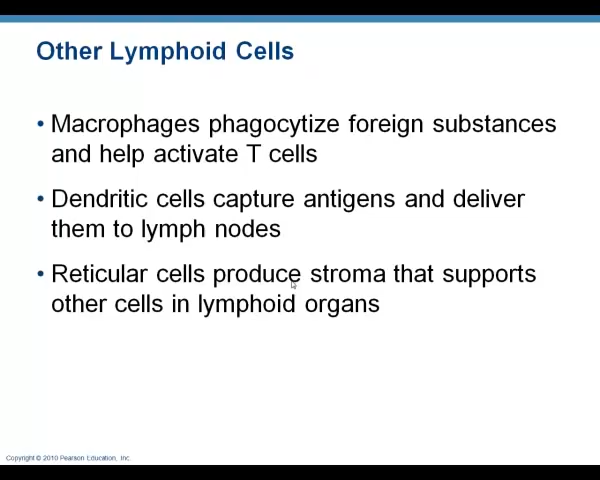 Other Lymphoid Cells
• Macrophages phagocytize foreign substances
and help activate T cells
• Dendritic cells capture antigens and deliver
them to lymph nodes
• Reticular cells produce stroma that supports
other cells in lymphoid organs
Copyright © 2010 Pearson Education, Inc.